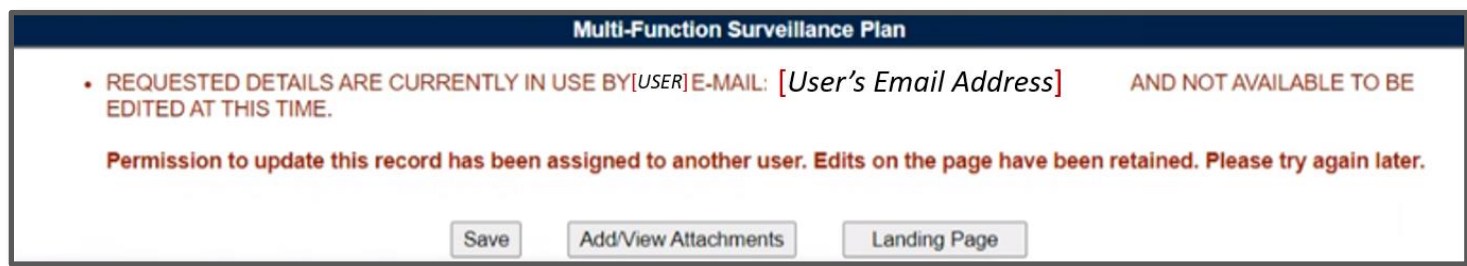 Multi-Function Surveillance Plan
• REQUESTED DETAILS ARE CURRENTLY IN USE BY[USER] E-MAIL: [User's Email Address] AND NOT AVAILABLE TO BE
EDITED AT THIS TIME.
Permission to update this record has been assigned to another user. Edits on the page have been retained. Please try again later.
Save Add/View Attachments Landing Page